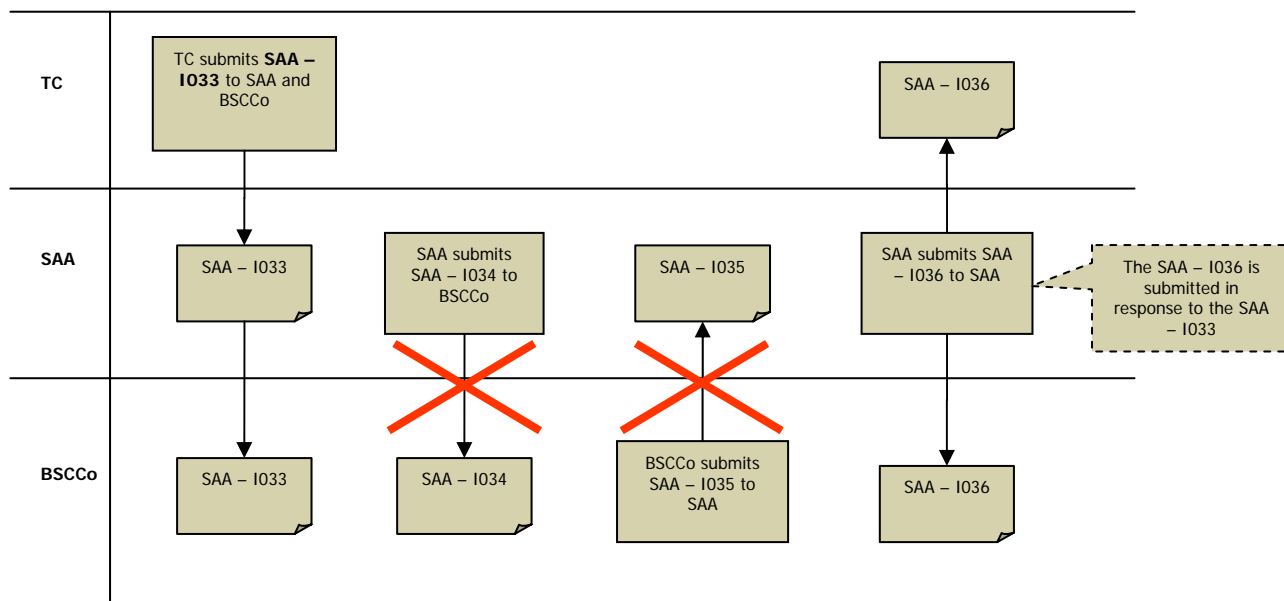 TC
TC submits SAA –
I033 to SAA and
BSCCo
SAA – I036
SAA
SAA – I033
SAA submits
SAA – I034 to
BSCCo
SAA – I035
SAA submits SAA
– I036 to SAA
The SAA – I036 is
submitted in
response to the SAA
– I033
BSCCo
SAA – I033
SAA – I034
BSCCo submits
SAA – I035 to
SAA
SAA – I036